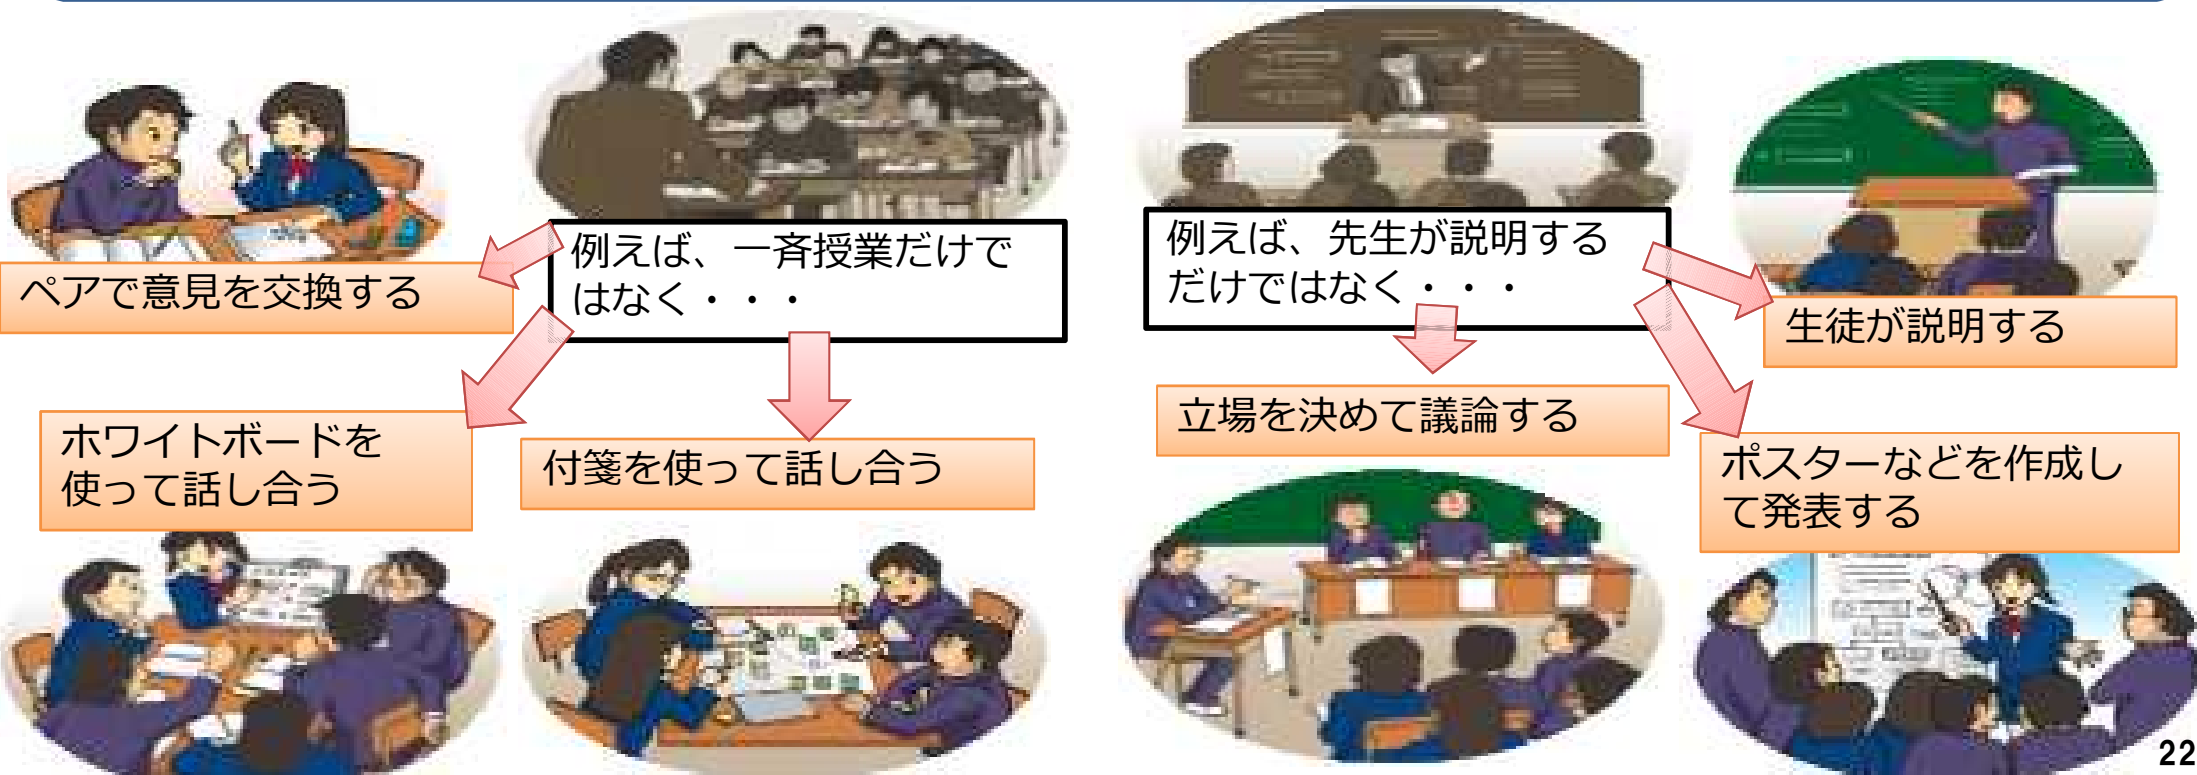 例えば、一斉授業だけで
はなく・・・
ペアで意見を交換する
ホワイトボードを
使って話し合う
付箋を使って話し合う
例えば、先生が説明する
だけではなく・・・
生徒が説明する
立場を決めて議論する
ポスターなどを作成し
て発表する
22